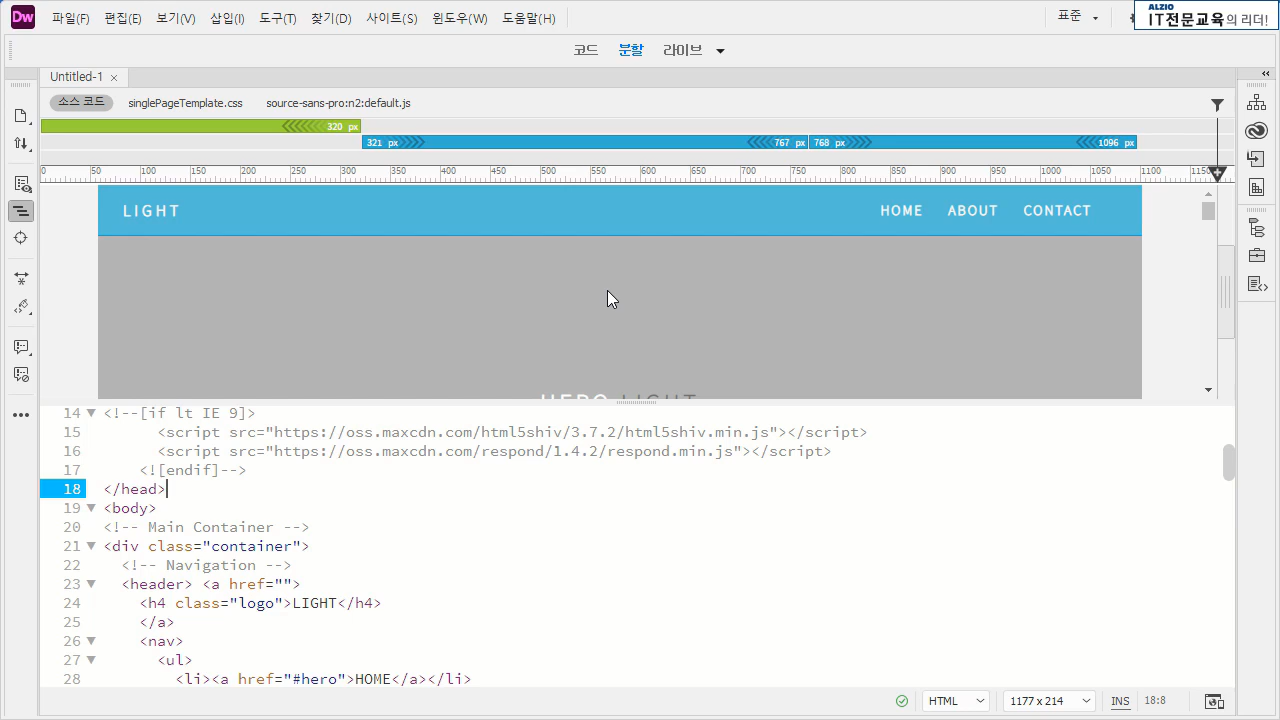 Dw 파일(F) 편집(E) 보기(V) 삽입(I) 도구(T) 찾기(D) 사이트(S) 윈도우(W) 도움말(H) 표준
ALZIO
IT전문교육의 리더!
코드 분할 라이브
Untitled-1
소스 코드 singlePageTemplate.css source-sans-pro:n2:default.js
320 px
321 px 767 px 768 px 1096 px
0 50 100 150 200 250 300 350 400 450 500 550 600 650 700 750 800 850 900 950 1000 1050 1100 1150
LIGHT HOME ABOUT CONTACT
HERO LIGHT
14 <!--[if lt IE 9]>
15 <script src="https://oss.maxcdn.com/html5shiv/3.7.2/html5shiv.min.js"></script>
16 <script src="https://oss.maxcdn.com/respond/1.4.2/respond.min.js"></script>
17 <![endif]-->
18 </head>
19 <body>
20 <!-- Main Container -->
21 <div class="container">
22 <!-- Navigation -->
23 <header> <a href="">
24 <h4 class="logo">LIGHT</h4>
25 </a>
26 <nav>
27 <ul>
28 <li><a href="#hero">HOME</a></li>
HTML 1177 x 214 INS 18:8